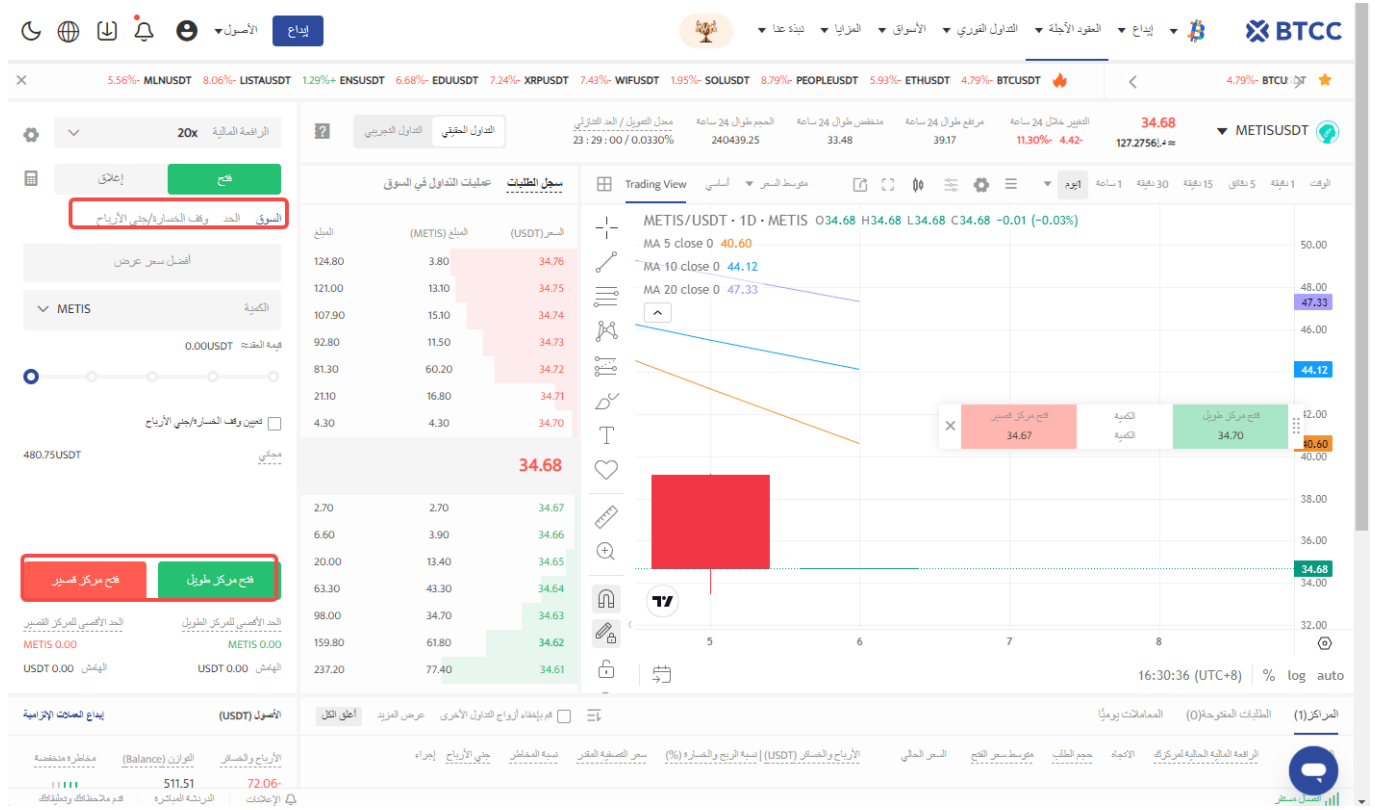 BTCC
إيداع
العقود الآجلة
التداول الفوري
الأسواق
المزايا
نبذة عنا
إيداع
الأصول
4.79%- BTCU
4.79%- BTCUSDT
5.93%- ETHUSDT
8.79%- PEOPLEUSDT
1.95%- SOLUSDT
7.43%- WIFUSDT
7.24%- XRPUSDT
6.68%- EDUUSDT
1.29%+ ENSUSDT
8.06%- LISTAUSDT
5.56%- MLNUSDT
METISUSDT
34.68
≈ د.إ127.2756
التغيير خلال 24 ساعة
11.30%- 4.42-
مرتفع طوال 24 ساعة
39.17
منخفض طوال 24 ساعة
33.48
الحجم طوال 24 ساعة
240439.25
معدل التمويل / العد التنازلي
23:29:00 / 0.0330%
التداول الحقيقي
التداول التجريبي
الرافعة المالية 20x
الوقت 1 دقيقة 5 دقائق 15 دقيقة 30 دقيقة 1 ساعة 1يوم
متوسط السعر
أساسي
Trading View
METIS/USDT · 1D · METIS O34.68 H34.68 L34.68 C34.68 −0.01 (−0.03%)
MA 5 close 0 40.60
MA 10 close 0 44.12
MA 20 close 0 47.33
50.00
48.00
47.33
46.00
44.12
42.00
40.60
40.00
38.00
36.00
34.68
34.00
32.00
فتح مركز طويل
34.70
الكمية
الكمية
فتح مركز قصير
34.67
5 6 7 8
16:30:36 (UTC+8) % log auto
سجل الطلبات
عمليات التداول في السوق
السعر(USDT) المبلغ (METIS) المبلغ
34.76 3.80 124.80
34.75 13.10 121.00
34.74 15.10 107.90
34.73 11.50 92.80
34.72 60.20 81.30
34.71 16.80 21.10
34.70 4.30 4.30
34.68
34.67 2.70 2.70
34.66 3.90 6.60
34.65 13.40 20.00
34.64 43.30 63.30
34.63 34.70 98.00
34.62 61.80 159.80
34.61 77.40 237.20
فتح
إغلاق
السوق الحد وقف الخسارة/جني الأرباح
أفضل سعر عرض
الكمية METIS
قيمة العقد≈ 0.00USDT
تعيين وقف الخسارة/جني الأرباح
مجاني 480.75USDT
فتح مركز طويل
فتح مركز قصير
الحد الأقصى للمركز الطويل
الحد الأقصى للمركز القصير
METIS 0.00
METIS 0.00
الهامش USDT 0.00
الهامش USDT 0.00
المراكز(1)
الطلبات المفتوحة(0)
المعاملات يوميًا
قم بإخفاء أزواج التداول الأخرى
عرض المزيد
أغلق الكل
الرافعة المالية الحالية لمركزك
الاتجاه
حجم الطلب
متوسط سعر الفتح
السعر الحالي
الأرباح والخسائر (USDT) | نسبة الربح والخسارة (%)
سعر التصفية المقدر
نسبة المخاطر
جني الأرباح
إجراء
الأصول (USDT)
إيداع العملات الإلزامية
الأرباح والخسائر
التوازن (Balance)
مخاطرة منخفضة
72.06-
511.51
اتصال مستقر
الإعلانات
الدردشة المباشرة
قدم ملاحظاتك وتعليقاتك